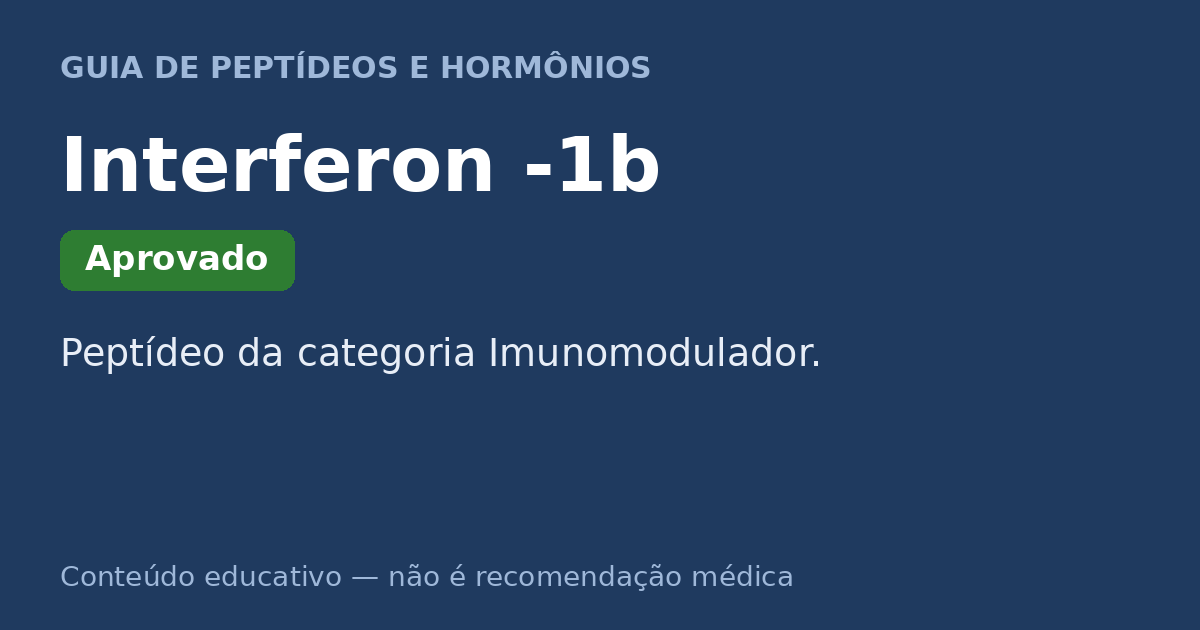 GUIA DE PEPTÍDEOS E HORMÔNIOS
Interferon -1b
Aprovado
Peptídeo da categoria Imunomodulador.
Conteúdo educativo — não é recomendação médica